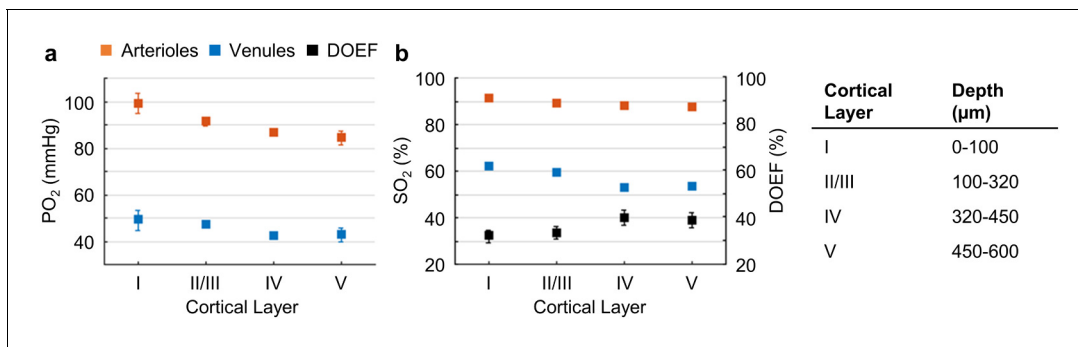 a Arterioles Venules DOEF b
PO2 (mmHg)
100
80
60
40
I II/III IV V
Cortical Layer
SO2 (%)
100
80
60
40
20
100
80
60
40
20
DOEF (%)
I II/III IV V
Cortical Layer
Cortical Layer Depth (µm)
I 0-100
II/III 100-320
IV 320-450
V 450-600